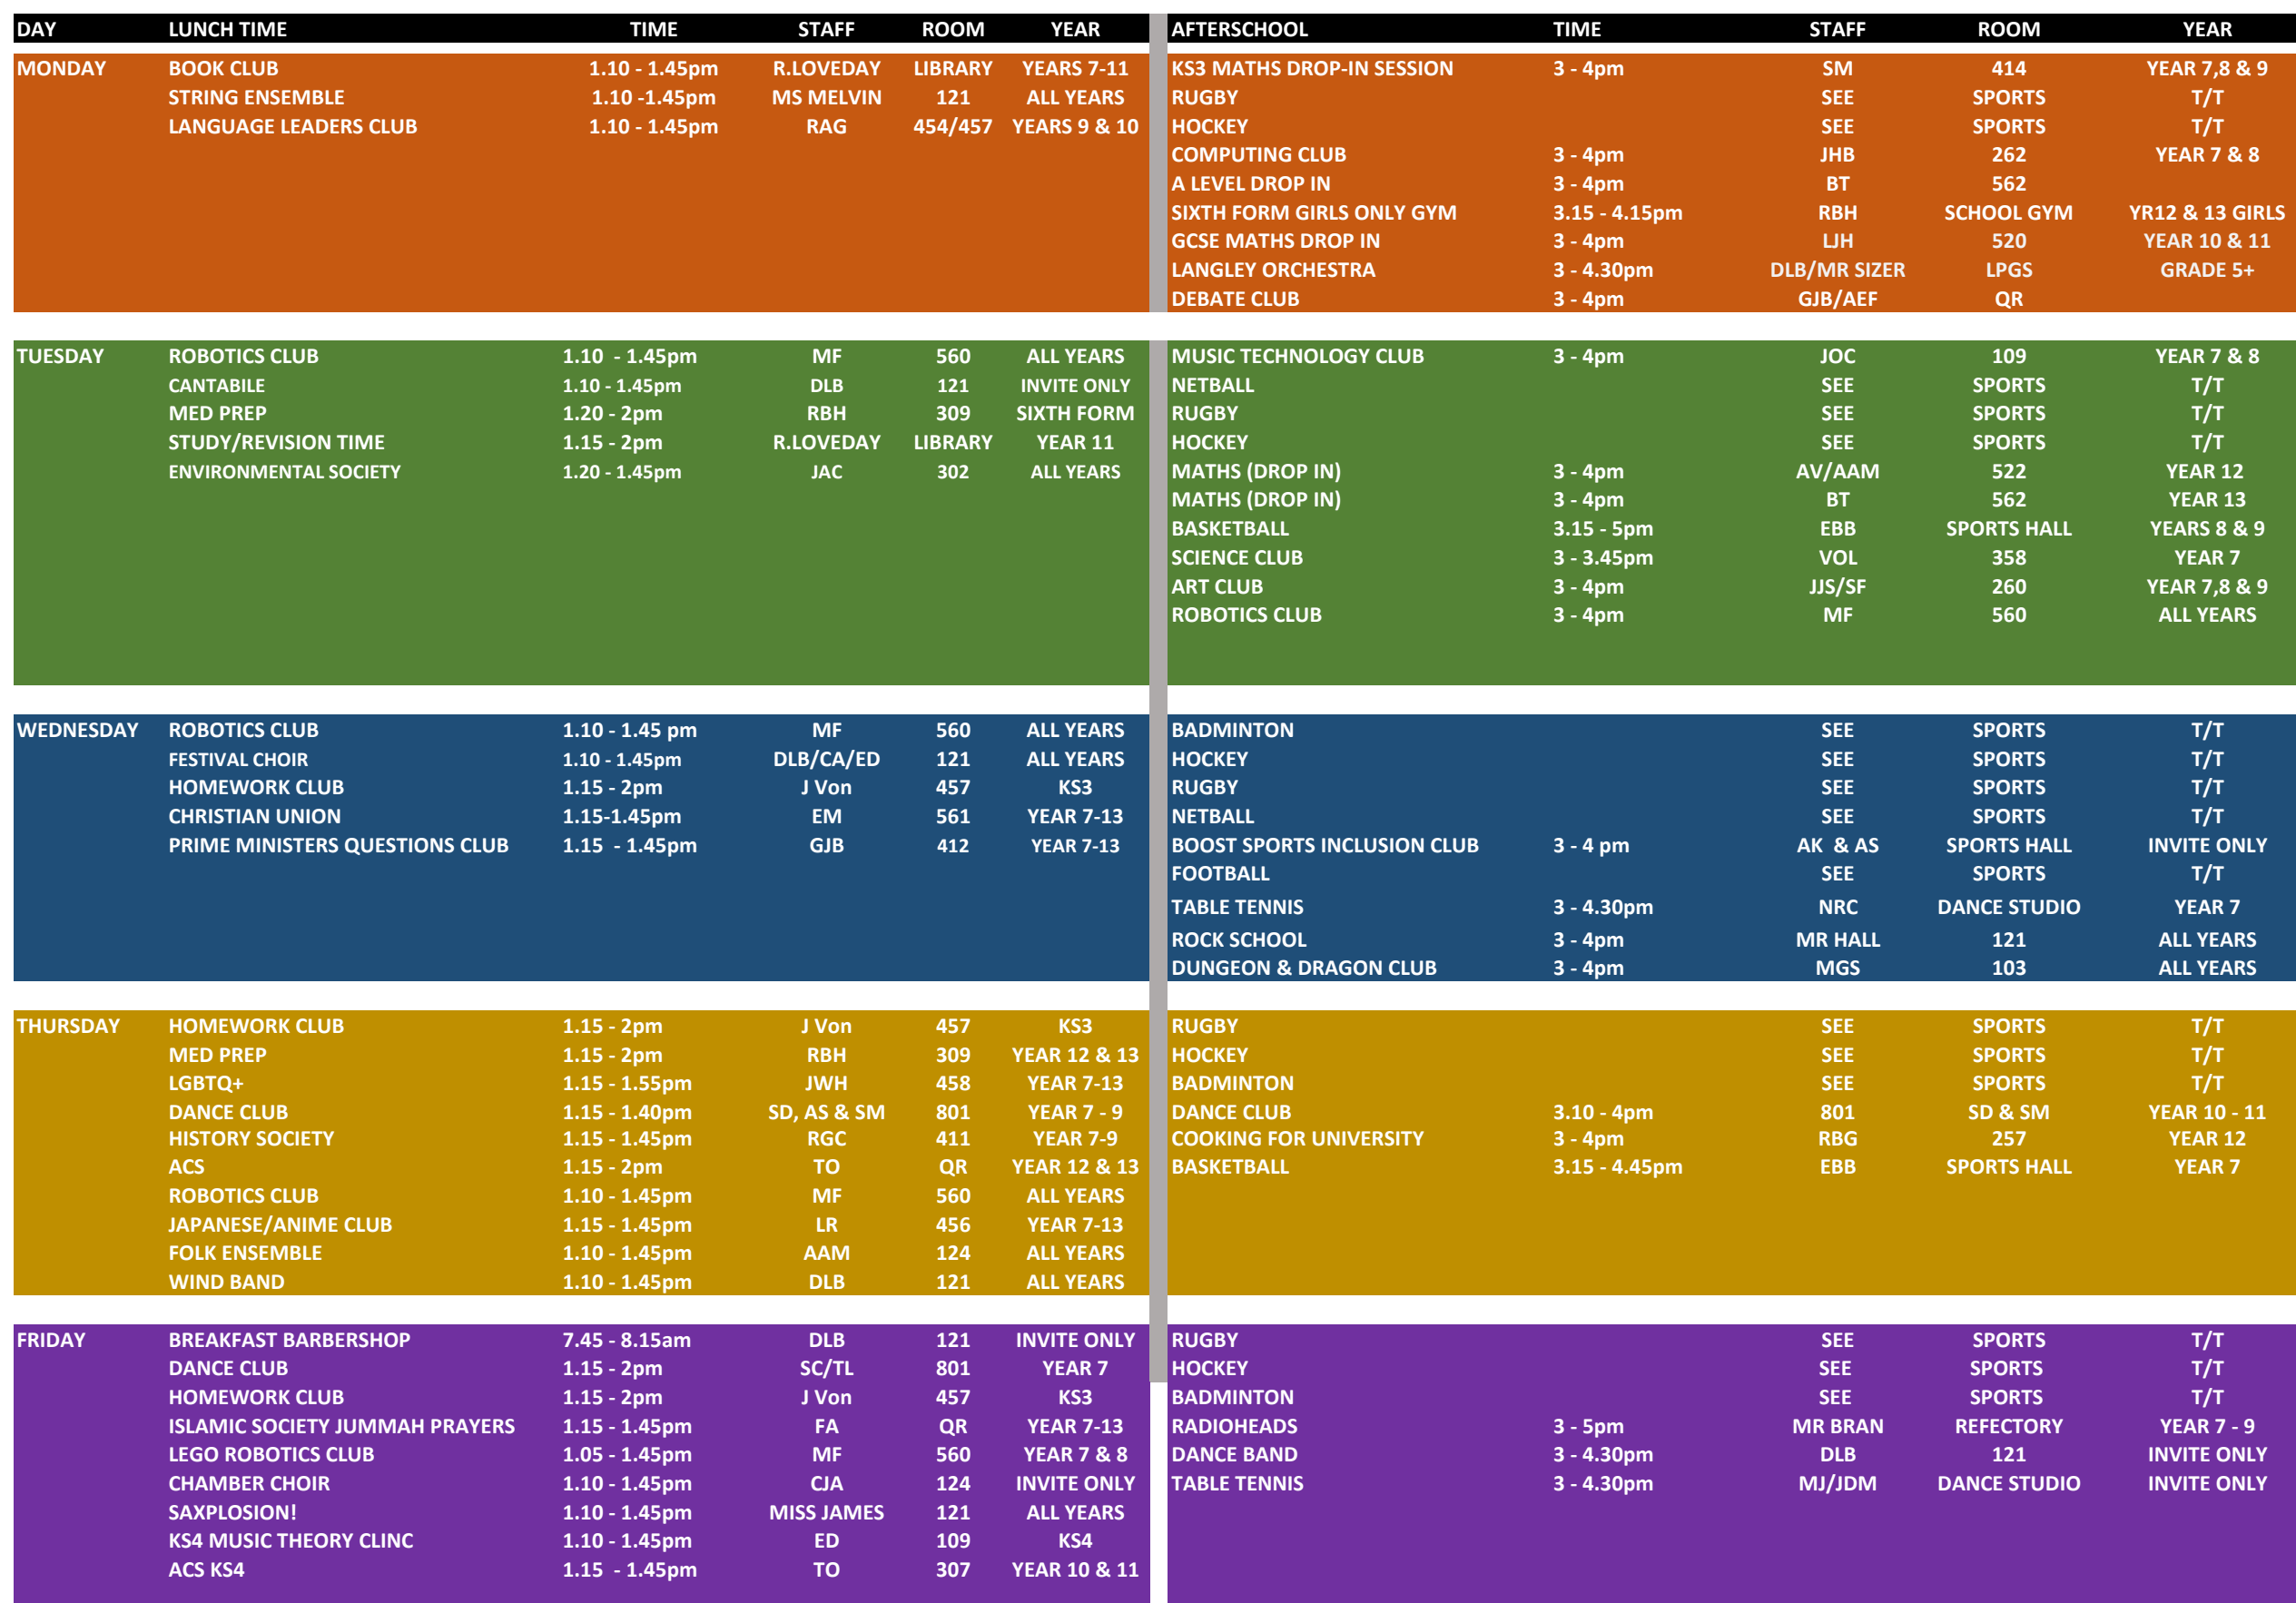 DAY LUNCH TIME TIME STAFF ROOM YEAR AFTERSCHOOL TIME STAFF ROOM YEAR
MONDAY BOOK CLUB 1.10 - 1.45pm R.LOVEDAY LIBRARY YEARS 7-11 KS3 MATHS DROP-IN SESSION 3 - 4pm SM 414 YEAR 7,8 & 9
STRING ENSEMBLE 1.10 -1.45pm MS MELVIN 121 ALL YEARS RUGBY SEE SPORTS T/T
LANGUAGE LEADERS CLUB 1.10 - 1.45pm RAG 454/457 YEARS 9 & 10 HOCKEY SEE SPORTS T/T
COMPUTING CLUB 3 - 4pm JHB 262 YEAR 7 & 8
A LEVEL DROP IN 3 - 4pm BT 562
SIXTH FORM GIRLS ONLY GYM 3.15 - 4.15pm RBH SCHOOL GYM YR12 & 13 GIRLS
GCSE MATHS DROP IN 3 - 4pm LJH 520 YEAR 10 & 11
LANGLEY ORCHESTRA 3 - 4.30pm DLB/MR SIZER LPGS GRADE 5+
DEBATE CLUB 3 - 4pm GJB/AEF QR
TUESDAY ROBOTICS CLUB 1.10 - 1.45pm MF 560 ALL YEARS MUSIC TECHNOLOGY CLUB 3 - 4pm JOC 109 YEAR 7 & 8
CANTABILE 1.10 - 1.45pm DLB 121 INVITE ONLY NETBALL SEE SPORTS T/T
MED PREP 1.20 - 2pm RBH 309 SIXTH FORM RUGBY SEE SPORTS T/T
STUDY/REVISION TIME 1.15 - 2pm R.LOVEDAY LIBRARY YEAR 11 HOCKEY SEE SPORTS T/T
ENVIRONMENTAL SOCIETY 1.20 - 1.45pm JAC 302 ALL YEARS MATHS (DROP IN) 3 - 4pm AV/AAM 522 YEAR 12
MATHS (DROP IN) 3 - 4pm BT 562 YEAR 13
BASKETBALL 3.15 - 5pm EBB SPORTS HALL YEARS 8 & 9
SCIENCE CLUB 3 - 3.45pm VOL 358 YEAR 7
ART CLUB 3 - 4pm JJS/SF 260 YEAR 7,8 & 9
ROBOTICS CLUB 3 - 4pm MF 560 ALL YEARS
WEDNESDAY ROBOTICS CLUB 1.10 - 1.45 pm MF 560 ALL YEARS BADMINTON SEE SPORTS T/T
FESTIVAL CHOIR 1.10 - 1.45pm DLB/CA/ED 121 ALL YEARS HOCKEY SEE SPORTS T/T
HOMEWORK CLUB 1.15 - 2pm J Von 457 KS3 RUGBY SEE SPORTS T/T
CHRISTIAN UNION 1.15-1.45pm EM 561 YEAR 7-13 NETBALL SEE SPORTS T/T
PRIME MINISTERS QUESTIONS CLUB 1.15 - 1.45pm GJB 412 YEAR 7-13 BOOST SPORTS INCLUSION CLUB 3 - 4 pm AK & AS SPORTS HALL INVITE ONLY
FOOTBALL SEE SPORTS T/T
TABLE TENNIS 3 - 4.30pm NRC DANCE STUDIO YEAR 7
ROCK SCHOOL 3 - 4pm MR HALL 121 ALL YEARS
DUNGEON & DRAGON CLUB 3 - 4pm MGS 103 ALL YEARS
THURSDAY HOMEWORK CLUB 1.15 - 2pm J Von 457 KS3 RUGBY SEE SPORTS T/T
MED PREP 1.15 - 2pm RBH 309 YEAR 12 & 13 HOCKEY SEE SPORTS T/T
LGBTQ+ 1.15 - 1.55pm JWH 458 YEAR 7-13 BADMINTON SEE SPORTS T/T
DANCE CLUB 1.15 - 1.40pm SD, AS & SM 801 YEAR 7 - 9 DANCE CLUB 3.10 - 4pm 801 SD & SM YEAR 10 - 11
HISTORY SOCIETY 1.15 - 1.45pm RGC 411 YEAR 7-9 COOKING FOR UNIVERSITY 3 - 4pm RBG 257 YEAR 12
ACS 1.15 - 2pm TO QR YEAR 12 & 13 BASKETBALL 3.15 - 4.45pm EBB SPORTS HALL YEAR 7
ROBOTICS CLUB 1.10 - 1.45pm MF 560 ALL YEARS
JAPANESE/ANIME CLUB 1.15 - 1.45pm LR 456 YEAR 7-13
FOLK ENSEMBLE 1.10 - 1.45pm AAM 124 ALL YEARS
WIND BAND 1.10 - 1.45pm DLB 121 ALL YEARS
FRIDAY BREAKFAST BARBERSHOP 7.45 - 8.15am DLB 121 INVITE ONLY RUGBY SEE SPORTS T/T
DANCE CLUB 1.15 - 2pm SC/TL 801 YEAR 7 HOCKEY SEE SPORTS T/T
HOMEWORK CLUB 1.15 - 2pm J Von 457 KS3 BADMINTON SEE SPORTS T/T
ISLAMIC SOCIETY JUMMAH PRAYERS 1.15 - 1.45pm FA QR YEAR 7-13 RADIOHEADS 3 - 5pm MR BRAN REFECTORY YEAR 7 - 9
LEGO ROBOTICS CLUB 1.05 - 1.45pm MF 560 YEAR 7 & 8 DANCE BAND 3 - 4.30pm DLB 121 INVITE ONLY
CHAMBER CHOIR 1.10 - 1.45pm CJA 124 INVITE ONLY TABLE TENNIS 3 - 4.30pm MJ/JDM DANCE STUDIO INVITE ONLY
SAXPLOSION! 1.10 - 1.45pm MISS JAMES 121 ALL YEARS
KS4 MUSIC THEORY CLINC 1.10 - 1.45pm ED 109 KS4
ACS KS4 1.15 - 1.45pm TO 307 YEAR 10 & 11